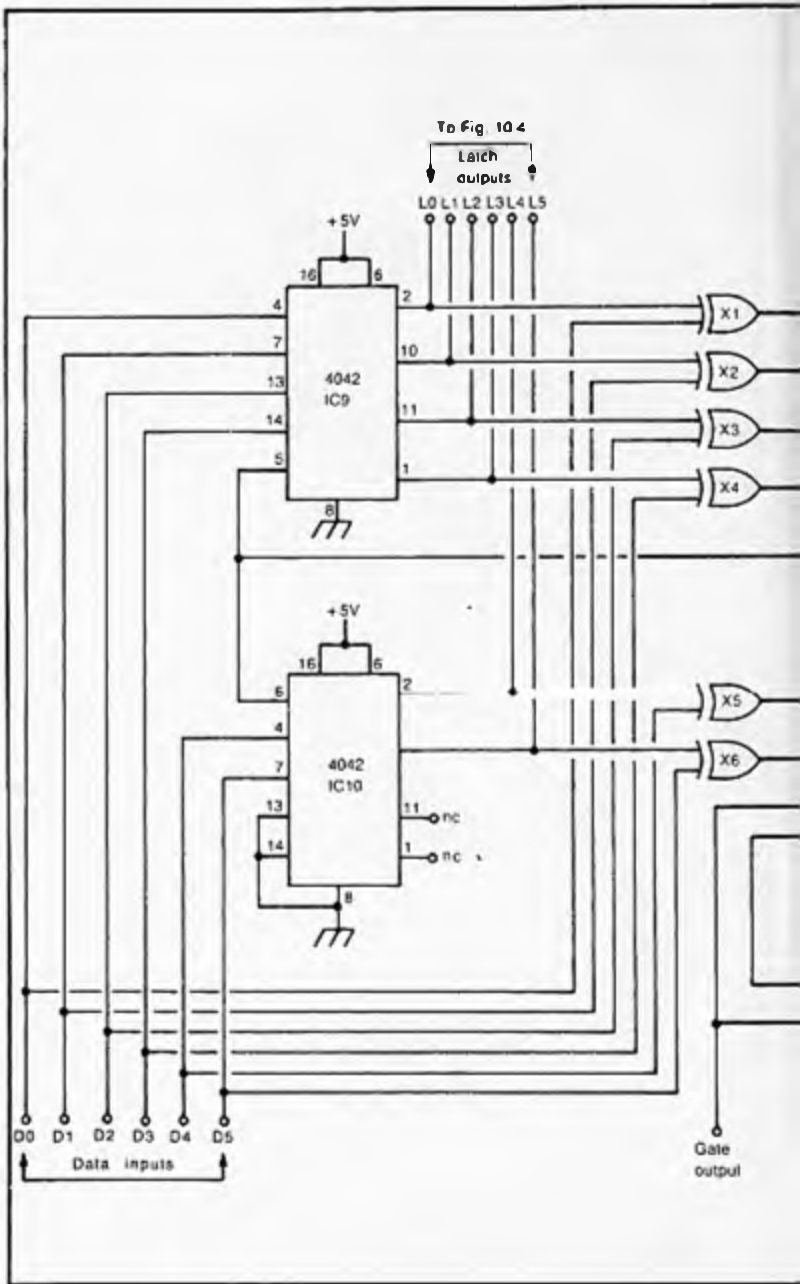 To Fig. 10.4
Latch
outputs
L0 L1 L2 L3 L4 L5
+5V
16 6
4 2
7 10
13 11
14 1
5
4042
IC9
8
X1
X2
X3
X4
+5V
16 6
6 2
4
7
13 11 nc
14 1 nc
4042
IC10
8
X5
X6
D0 D1 D2 D3 D4 D5
Data inputs
Gate
output